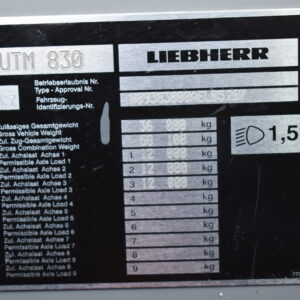 UTM 830
LIEBHERR
Betriebserlaubnis Nr.
Type - Approval Nr.
Fahrzeug-
Identifizierungs Nr.
Zulässiges Gesamtgewicht
Gross Vehicle Weight kg
Zul. Zug-Gesamtgewicht
Gross Combination Weight kg
Zul. Achslast Achse 1
Permissible Axle Load 1 1 12 000 kg
Zul. Achslast Achse 2
Permissible Axle Load 2 2 12 000 kg
Zul. Achslast Achse 3
Permissible Axle Load 3 3 12 000 kg
Zul. Achslast Achse 4
Permissible Axle Load 4 4 kg
Zul. Achslast Achse 5
Permissible Axle Load 5 5 kg
Zul. Achslast Achse 6
Permissible Axle Load 6 6 kg
Zul. Achslast Achse 7
Permissible Axle Load 7 7 kg
Zul. Achslast Achse 8
Permissible Axle Load 8 8 kg
Zul. Achslast Achse 9
Permissible Axle Load 9 9 kg
1,5